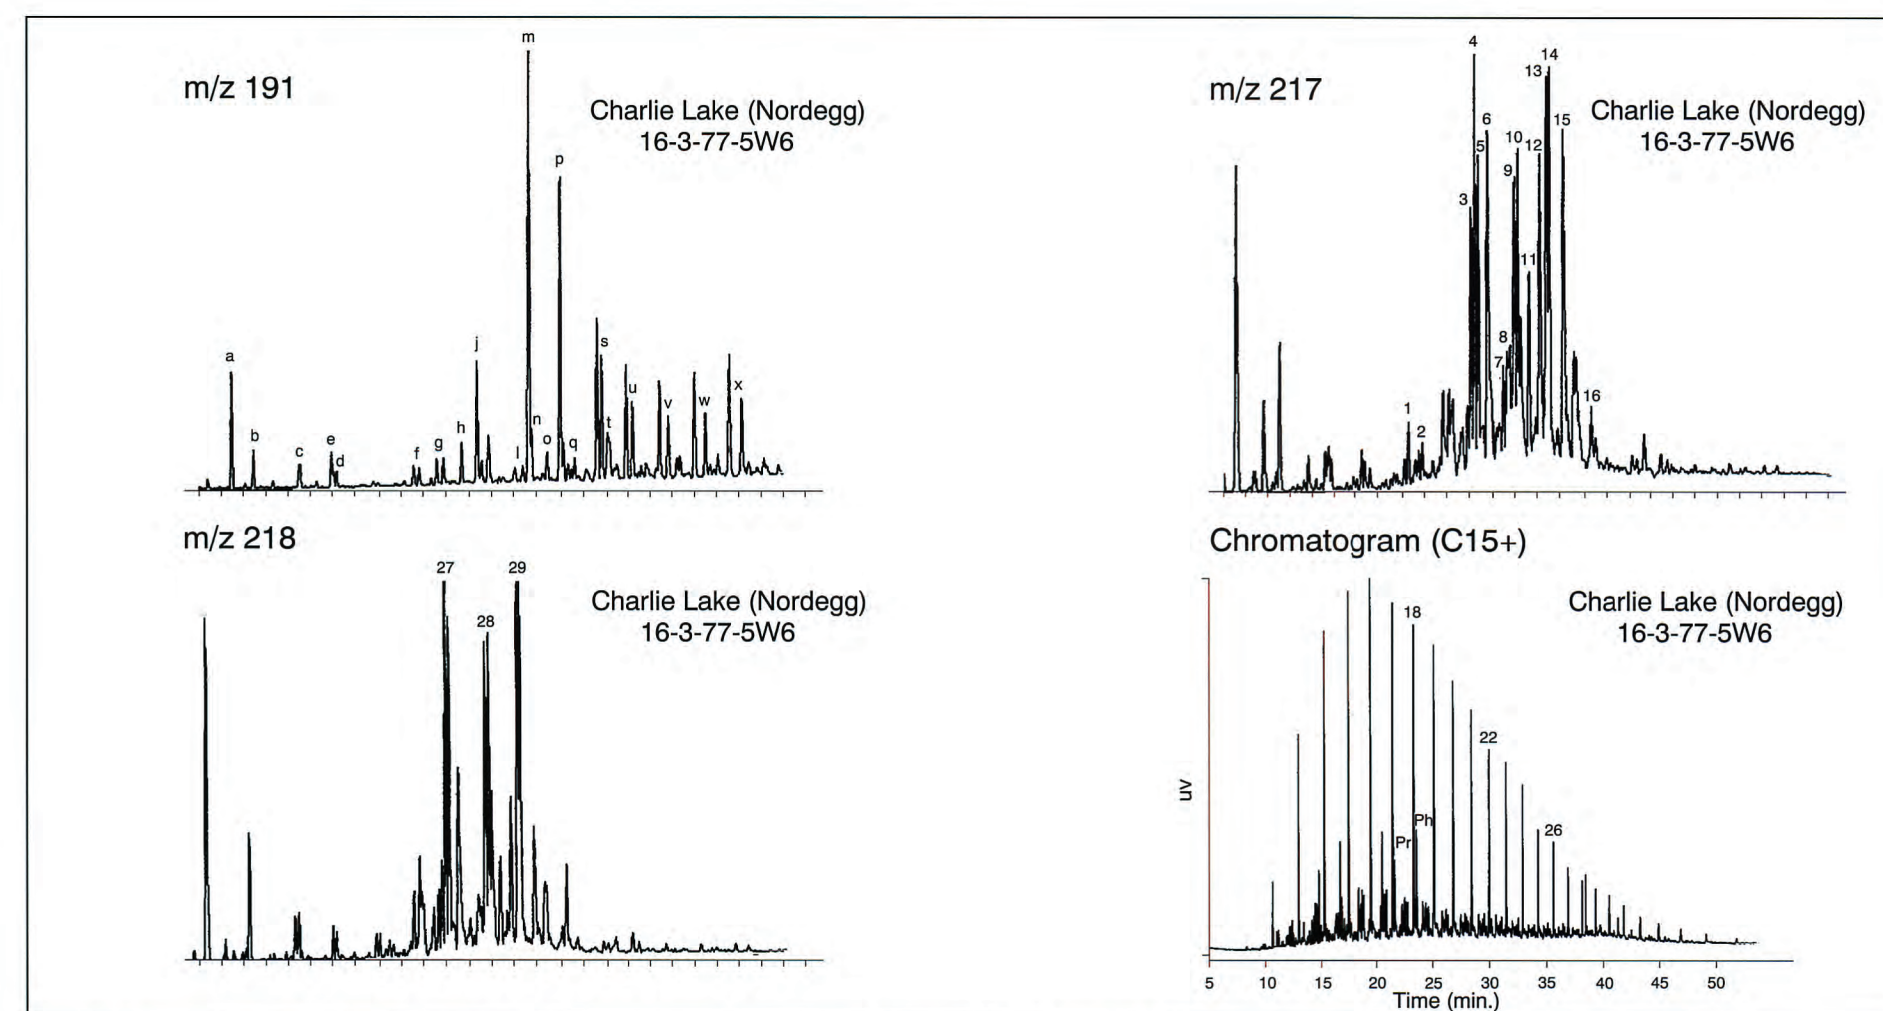 m/z 191
Charlie Lake (Nordegg)
16-3-77-5W6
a
b
c
e
d
f
g
h
j
l
m
n
o
p
q
s
t
u
v
w
x
m/z 217
Charlie Lake (Nordegg)
16-3-77-5W6
1
2
3
4
5
6
7
8
9
10
11
12
13
14
15
16
m/z 218
Charlie Lake (Nordegg)
16-3-77-5W6
27
28
29
Chromatogram (C15+)
Charlie Lake (Nordegg)
16-3-77-5W6
18
Pr
Ph
22
26
uv
5 10 15 20 25 30 35 40 45 50
Time (min.)